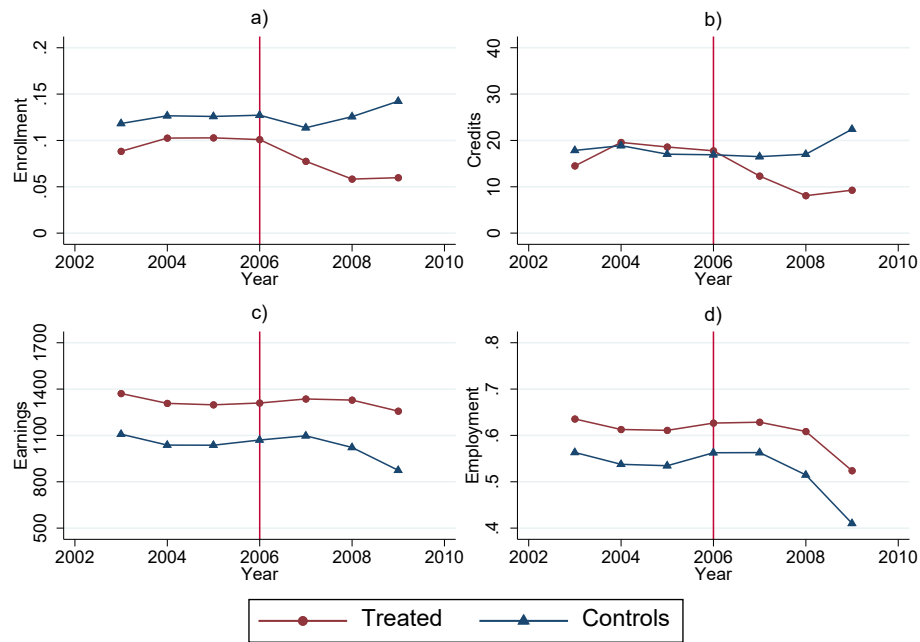 a)
Enrollment
.2
.15
.1
.05
0
2002 2004 2006 2008 2010
Year
b)
Credits
40
30
20
10
0
2002 2004 2006 2008 2010
Year
c)
Earnings
1700
1400
1100
800
500
2002 2004 2006 2008 2010
Year
d)
Employment
.8
.7
.6
.5
.4
2002 2004 2006 2008 2010
Year
Treated Controls